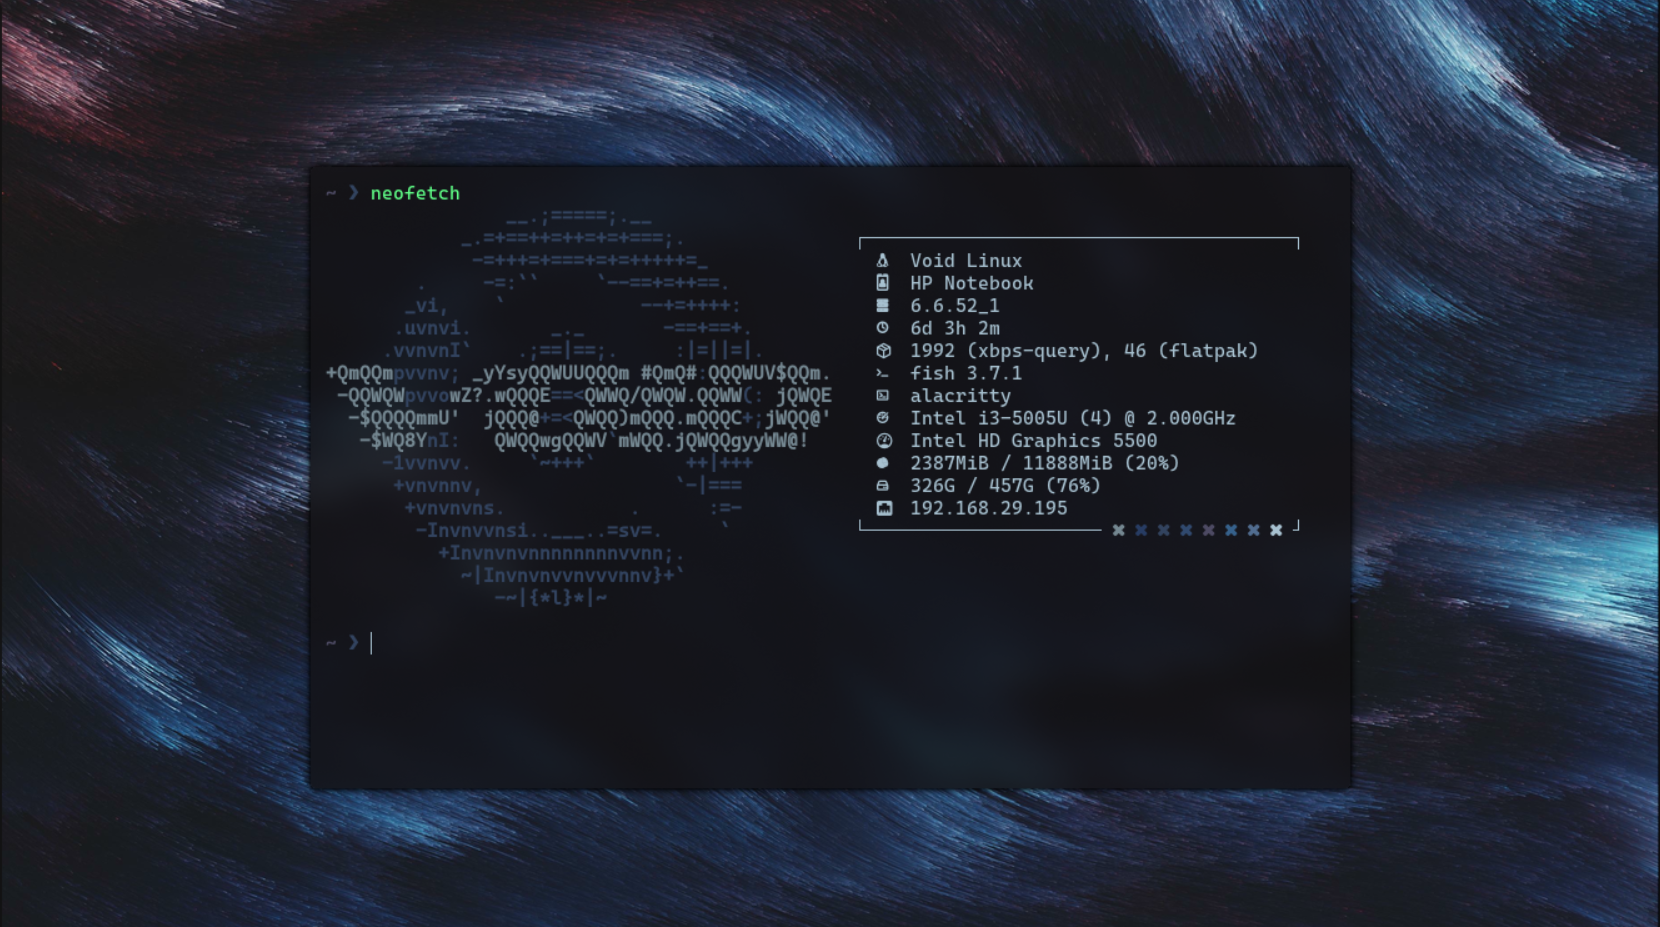 ~ ❯ neofetch
__.;=====;.__
_.=+==++=++=+=+===;.
-=+++=+===+=+=+++++=_
.     -=:``     `--==+=++==.
_vi,    `            --+=++++:
.uvnvi.       _._       -==+==+.
.vvnvnI`    .;==|==;.     :|=||=|.
+QmQQmpvvnv; _yYsyQQWUUQQQm #QmQ#:QQQWUV$QQm.
-QQWQWpvvowZ?.wQQQE==<QWWQ/QWQW.QQWW(: jQWQE
-$QQQQmmU'  jQQQ@+=<QWQQ)mQQQ.mQQQC+;jWQQ@'
-$WQ8YnI:   QWQQwgQQWV`mWQQ.jQWQQgyyWW@!
-1vvnvv.     `~+++`        ++|+++
+vnvnnv,                 `-|===
+vnvnvns.           .      :=-
-Invnvvnsi..___..=sv=.     `
+Invnvnvnnnnnnnnvvnn;.
~|Invnvnvvnvvvnnv}+`
-~|{*l}*|~
Void Linux
HP Notebook
6.6.52_1
6d 3h 2m
1992 (xbps-query), 46 (flatpak)
fish 3.7.1
alacritty
Intel i3-5005U (4) @ 2.000GHz
Intel HD Graphics 5500
2387MiB / 11888MiB (20%)
326G / 457G (76%)
192.168.29.195
~ ❯